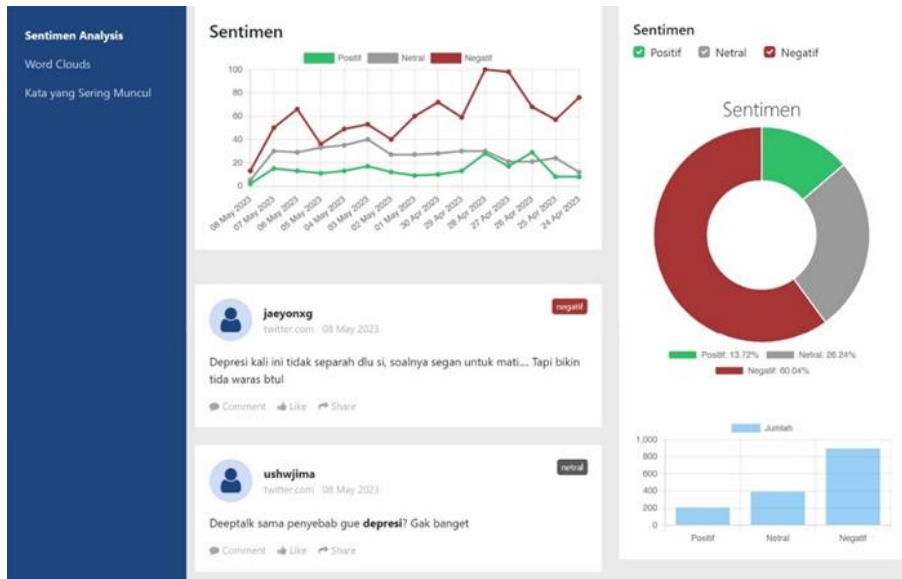 Sentimen Analysis
Word Clouds
Kata yang Sering Muncul
Sentimen
Positif Netral Negatif
100
80
60
40
20
0
08 May 2023
07 May 2023
06 May 2023
05 May 2023
04 May 2023
03 May 2023
02 May 2023
01 May 2023
30 Apr 2023
29 Apr 2023
28 Apr 2023
27 Apr 2023
26 Apr 2023
25 Apr 2023
24 Apr 2023
jaeyonxg
negatif
twitter.com 08 May 2023
Depresi kali ini tidak separah dlu si, soalnya segan untuk mati.... Tapi bikin
tida waras btul
Comment Like Share
ushwjima
netral
twitter.com 08 May 2023
Deeptalk sama penyebab gue depresi? Gak banget
Comment Like Share
Sentimen
Positif Netral Negatif
Sentimen
Positif: 13.72% Netral: 26.24%
Negatif: 60.04%
Jumlah
1,000
800
600
400
200
0
Positif Netral Negatif